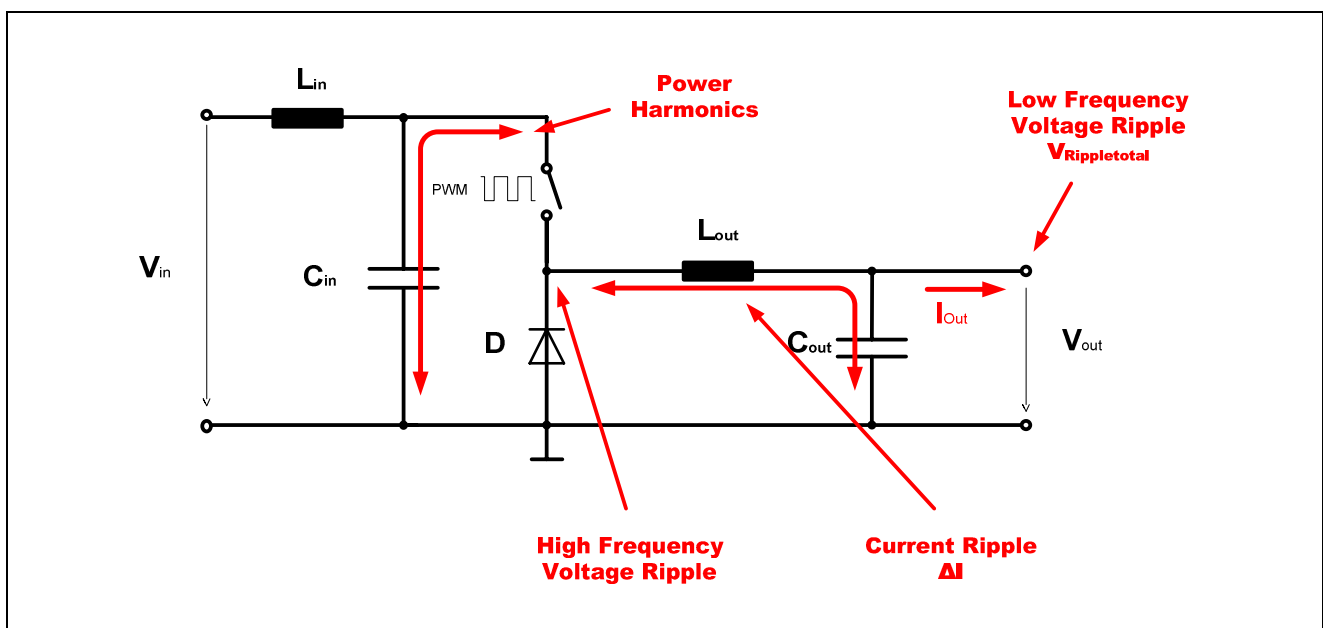 Lin
Power
Harmonics
Low Frequency
Voltage Ripple
VRippletotal
PWM
Lout
Vin
Cin
IOut
D
Cout
Vout
High Frequency
Voltage Ripple
Current Ripple
ΔI